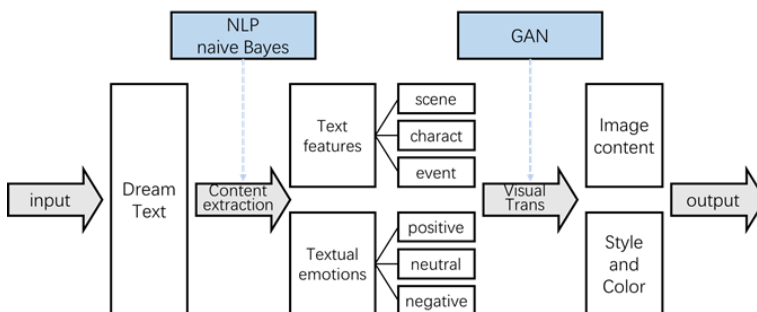 NLP
naive Bayes
GAN
input
Dream
Text
Content
extraction
Text
features
scene
charact
event
Textual
emotions
positive
neutral
negative
Visual
Trans
Image
content
Style
and
Color
output